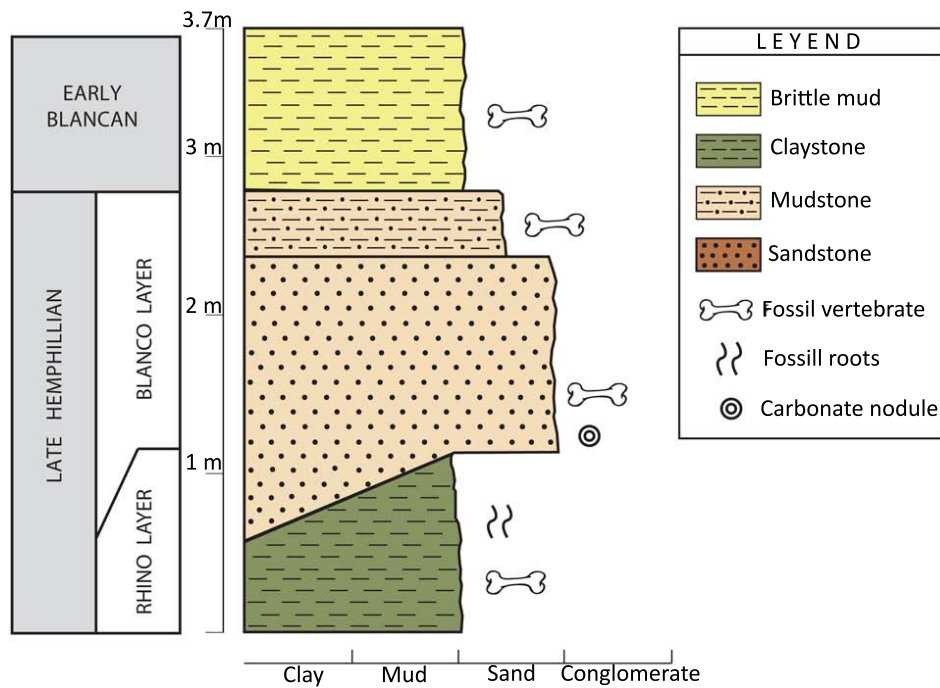 3.7m
EARLY
BLANCAN
3 m
LATE HEMPHILLIAN
BLANCO LAYER
2 m
1 m
RHINO LAYER
Clay
Mud
Sand
Conglomerate
LEYEND
Brittle mud
Claystone
Mudstone
Sandstone
Fossil vertebrate
Fossill roots
Carbonate nodule